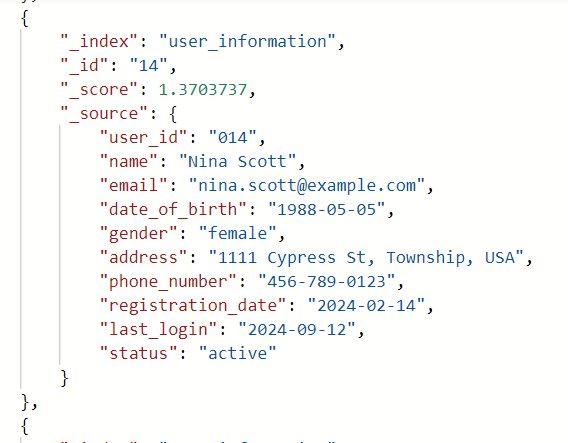 {
"_index": "user_information",
"_id": "14",
"_score": 1.3703737,
"_source": {
"user_id": "014",
"name": "Nina Scott",
"email": "nina.scott@example.com",
"date_of_birth": "1988-05-05",
"gender": "female",
"address": "1111 Cypress St, Township, USA",
"phone_number": "456-789-0123",
"registration_date": "2024-02-14",
"last_login": "2024-09-12",
"status": "active"
}
},
{